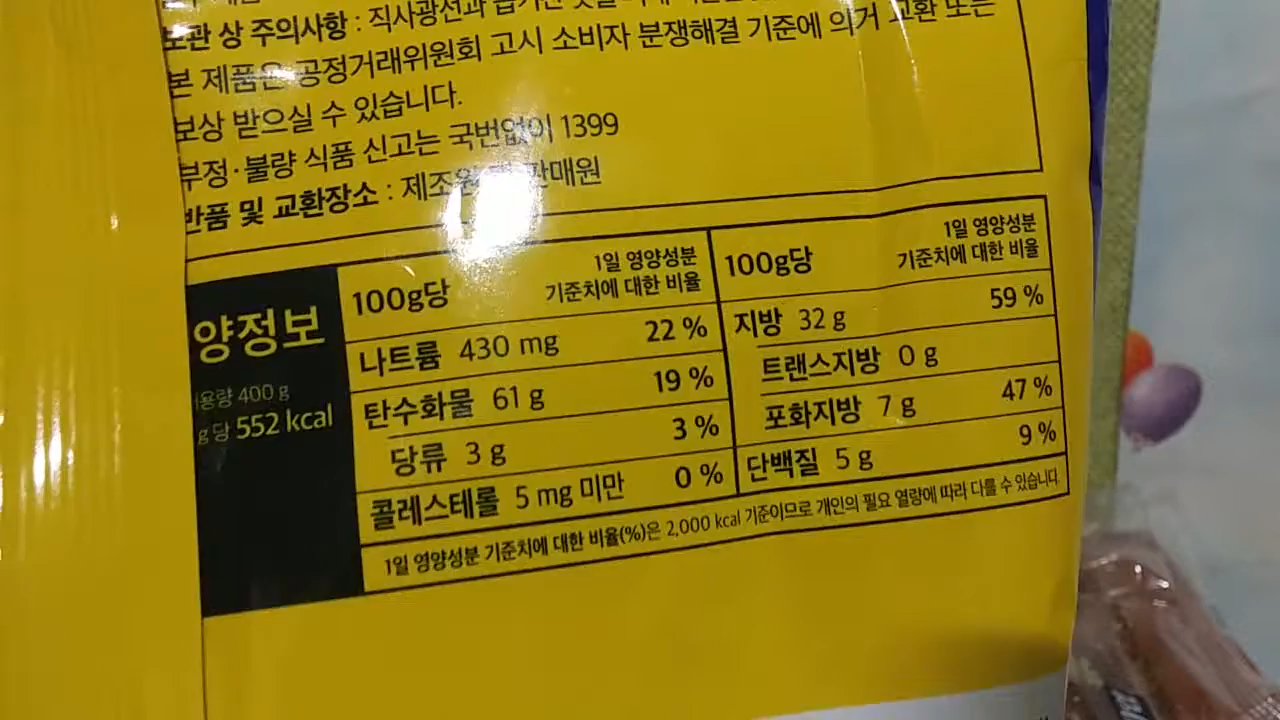 보관 상 주의사항 : 직사광선과
본 제품은 공정거래위원회 고시 소비자 분쟁해결 기준에 의거 교환 또는
보상 받으실 수 있습니다.
부정·불량 식품 신고는 국번없이 1399
반품 및 교환장소 : 제조원 판매원
양정보
용량 400 g
g당 552 kcal
100g당 1일 영양성분 기준치에 대한 비율
나트륨 430 mg 22 %
탄수화물 61 g 19 %
당류 3 g 3 %
콜레스테롤 5 mg 미만 0 %
100g당 1일 영양성분 기준치에 대한 비율
지방 32 g 59 %
트랜스지방 0 g
포화지방 7 g 47 %
단백질 5 g 9 %
1일 영양성분 기준치에 대한 비율(%)은 2,000 kcal 기준이므로 개인의 필요 열량에 따라 다를 수 있습니다.